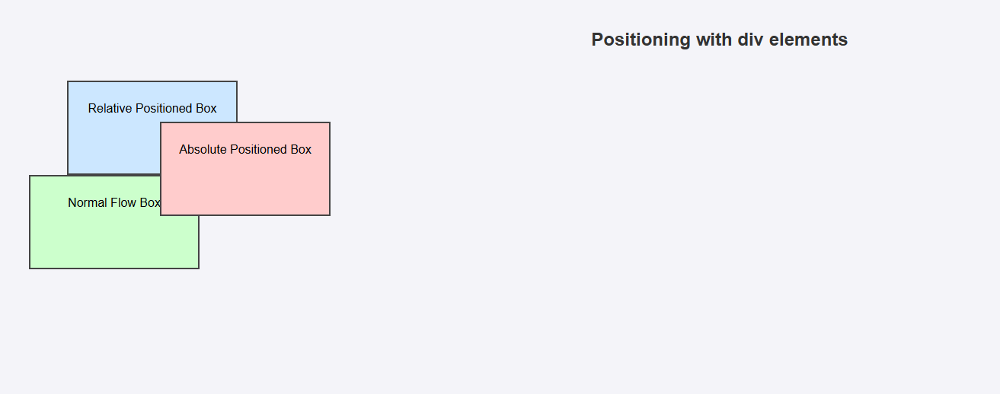 Positioning with div elements
Relative Positioned Box
Absolute Positioned Box
Normal Flow Box